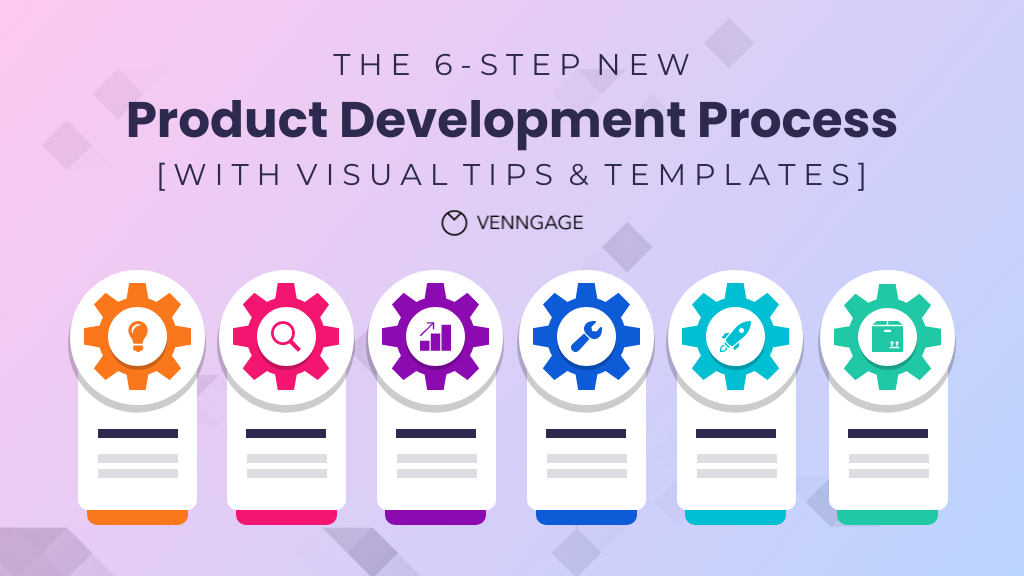 THE 6-STEP NEW
Product Development Process
[WITH VISUAL TIPS & TEMPLATES]
VENNGAGE